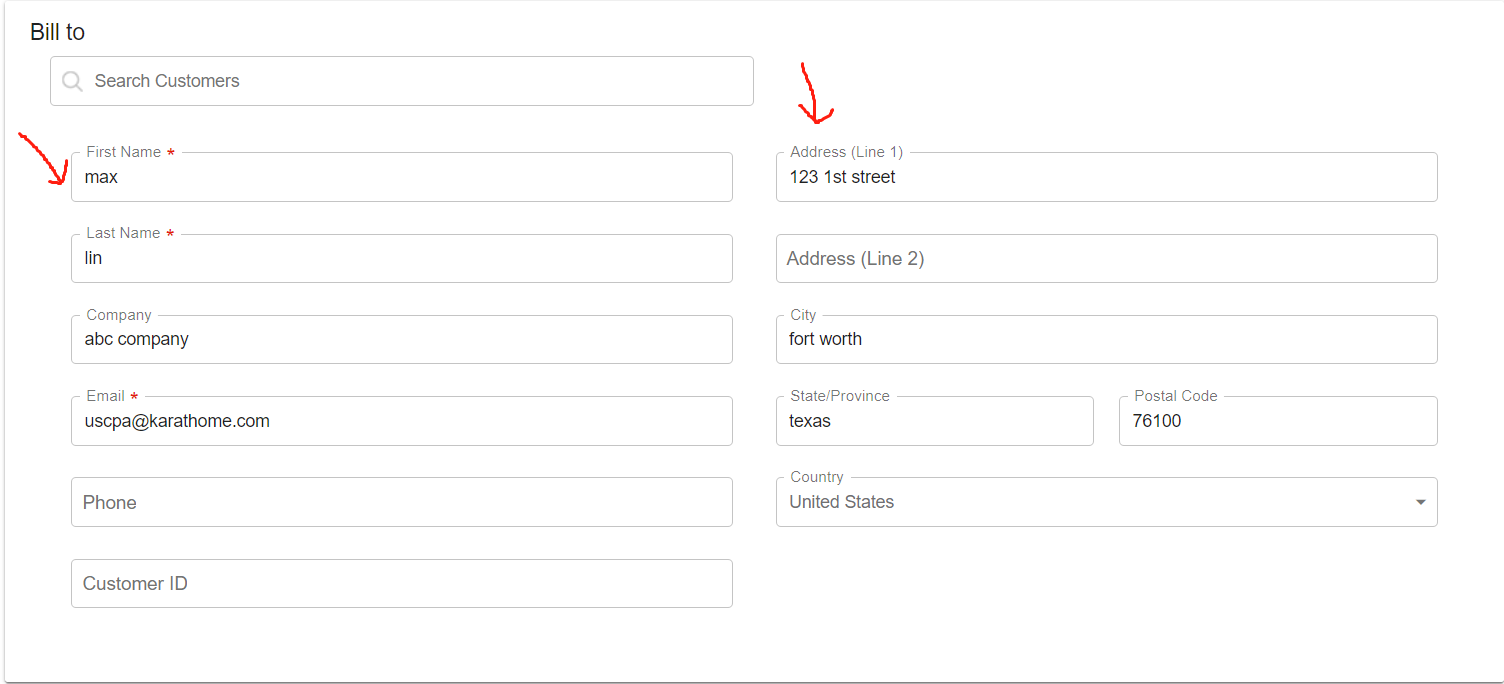 Bill to
Search Customers
First Name *
max
Last Name *
lin
Company
abc company
Email *
uscpa@karathome.com
Phone
Customer ID
Address (Line 1)
123 1st street
Address (Line 2)
City
fort worth
State/Province
texas
Postal Code
76100
Country
United States